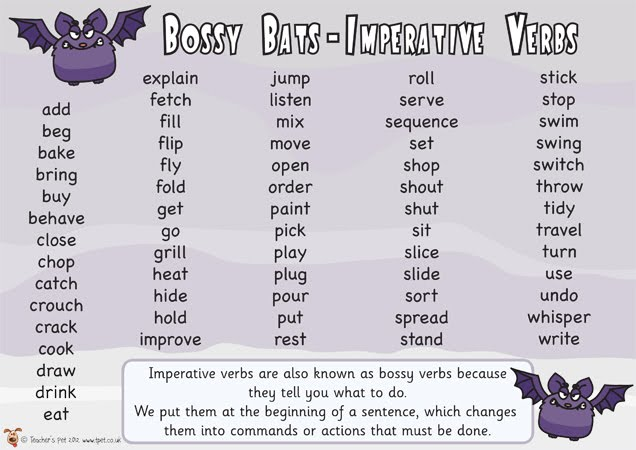 Bossy Bats - Imperative Verbs
add
beg
bake
bring
buy
behave
close
chop
catch
crouch
crack
cook
draw
drink
eat
explain
fetch
fill
flip
fly
fold
get
go
grill
heat
hide
hold
improve
jump
listen
mix
move
open
order
paint
pick
play
plug
pour
put
rest
roll
serve
sequence
set
shop
shout
shut
sit
slice
slide
sort
spread
stand
stick
stop
swim
swing
switch
throw
tidy
travel
turn
use
undo
whisper
write
Imperative verbs are also known as bossy verbs because
they tell you what to do.
We put them at the beginning of a sentence, which changes
them into commands or actions that must be done.
© Teacher's Pet 2012 www.tpet.co.uk